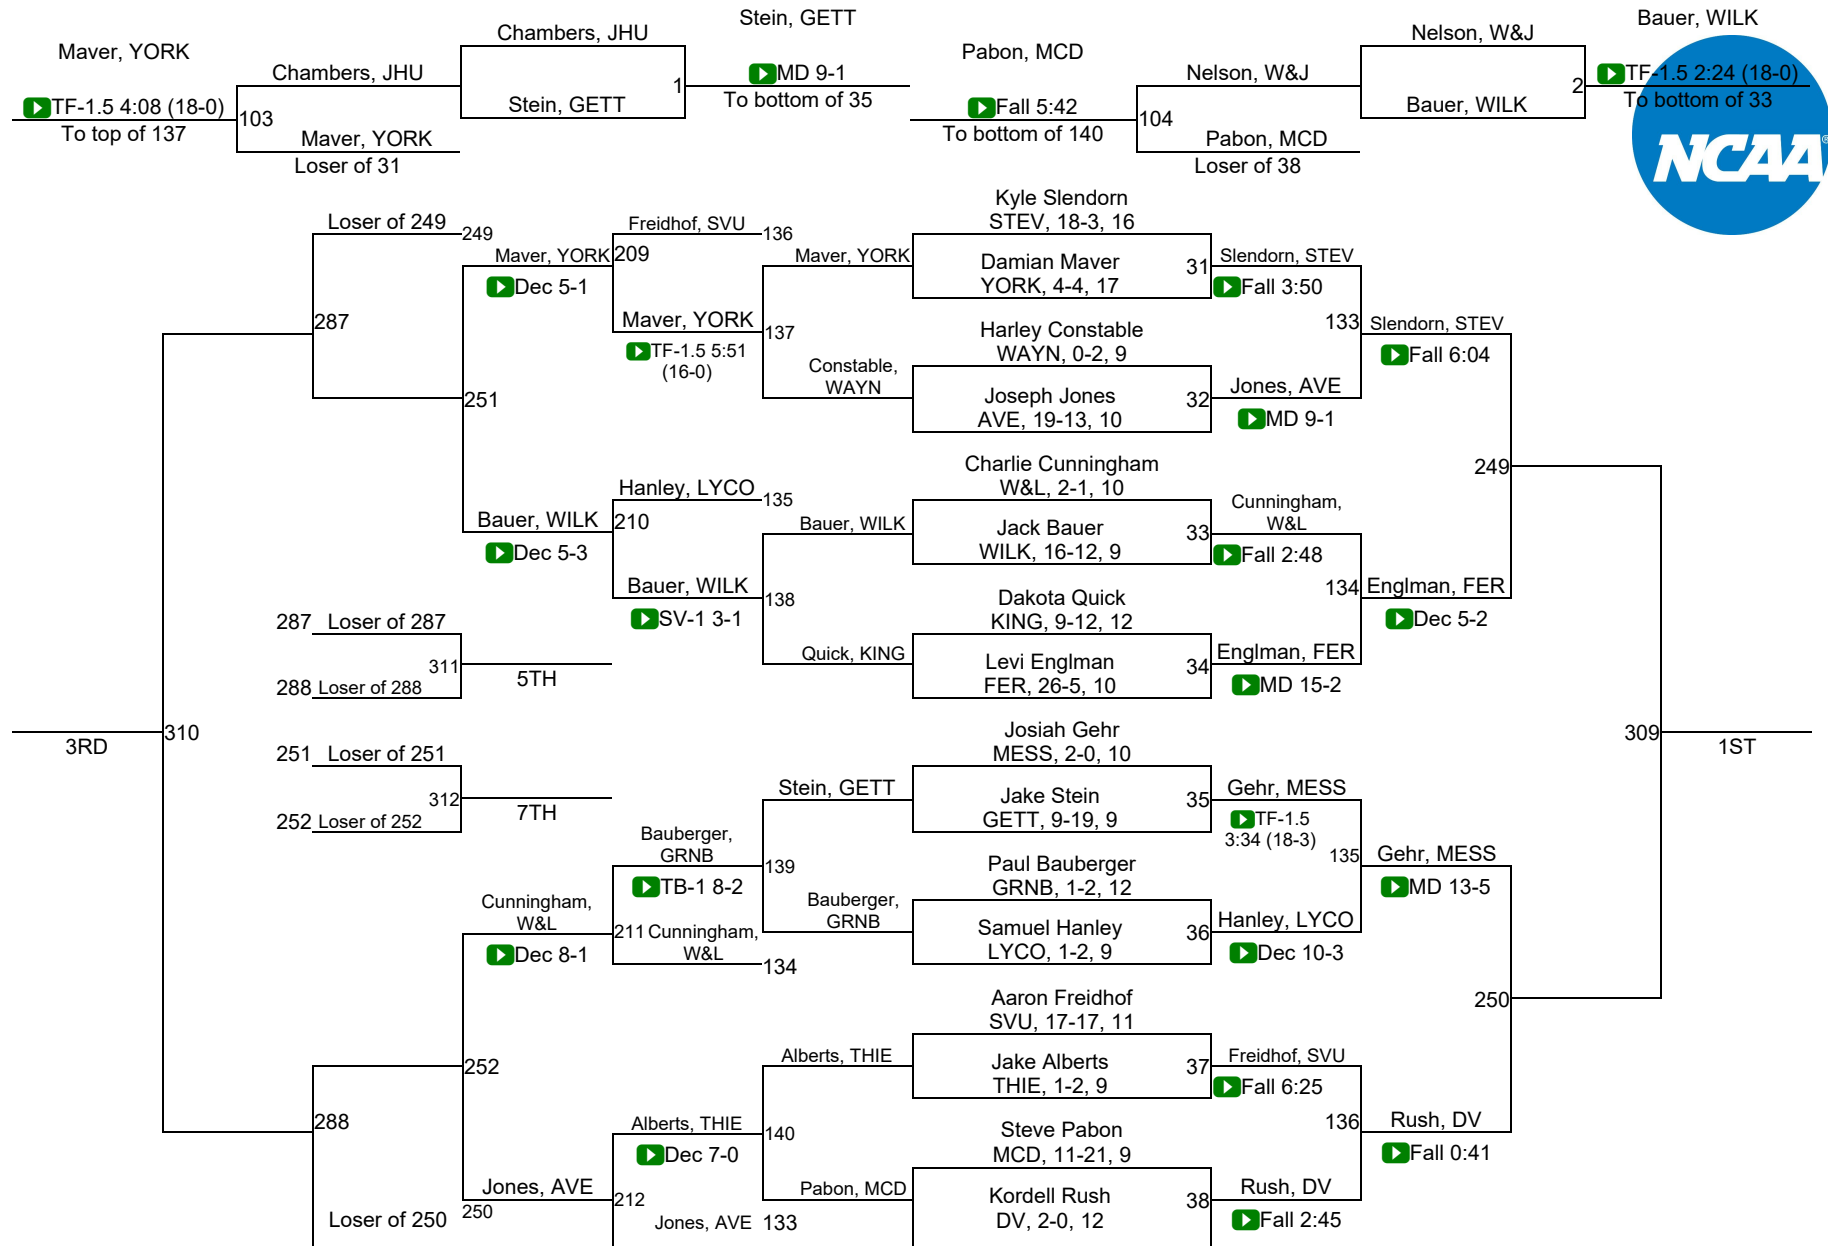 Stein, GETT
Bauer, WILK
Chambers, JHU
Nelson, W&J
Maver, YORK
Pabon, MCD
Chambers, JHU
Nelson, W&J
1
MD 9-1
2
TF-1.5 2:24 (18-0)
TF-1.5 4:08 (18-0)
Stein, GETT
To bottom of 35
Fall 5:42
Bauer, WILK
To bottom of 33
103
104
To top of 137
Maver, YORK
To bottom of 140
Pabon, MCD
Loser of 31
Loser of 38
NCAA®
Kyle Slendorn
STEV, 18-3, 16
Loser of 249
249
Freidhof, SVU
136
Maver, YORK
209
Maver, YORK
Damian Maver
YORK, 4-4, 17
31
Slendorn, STEV
Dec 5-1
Fall 3:50
287
Maver, YORK
137
Harley Constable
WAYN, 0-2, 9
133
Slendorn, STEV
TF-1.5 5:51
(16-0)
Fall 6:04
Constable,
WAYN
Jones, AVE
251
Joseph Jones
AVE, 19-13, 10
32
MD 9-1
Charlie Cunningham
W&L, 2-1, 10
249
Hanley, LYCO
135
Cunningham,
W&L
Bauer, WILK
210
Bauer, WILK
Jack Bauer
WILK, 16-12, 9
33
Dec 5-3
Fall 2:48
Bauer, WILK
138
Dakota Quick
KING, 9-12, 12
134
Englman, FER
SV-1 3-1
Dec 5-2
287
Loser of 287
Quick, KING
Levi Englman
FER, 26-5, 10
34
Englman, FER
311
5TH
MD 15-2
288
Loser of 288
3RD
310
Josiah Gehr
MESS, 2-0, 10
309
1ST
251
Loser of 251
Stein, GETT
Jake Stein
GETT, 9-19, 9
35
Gehr, MESS
312
7TH
TF-1.5
3:34 (18-3)
252
Loser of 252
Bauberger,
GRNB
139
Paul Bauberger
GRNB, 1-2, 12
135
Gehr, MESS
TB-1 8-2
MD 13-5
Cunningham,
W&L
Bauberger,
GRNB
211
Cunningham,
W&L
Samuel Hanley
LYCO, 1-2, 9
36
Hanley, LYCO
Dec 8-1
134
Dec 10-3
Aaron Freidhof
SVU, 17-17, 11
250
252
Alberts, THIE
Jake Alberts
THIE, 1-2, 9
37
Freidhof, SVU
Fall 6:25
288
Alberts, THIE
140
Steve Pabon
MCD, 11-21, 9
136
Rush, DV
Dec 7-0
Fall 0:41
Jones, AVE
212
Pabon, MCD
Kordell Rush
DV, 2-0, 12
38
Rush, DV
Loser of 250
250
Jones, AVE
133
Fall 2:45